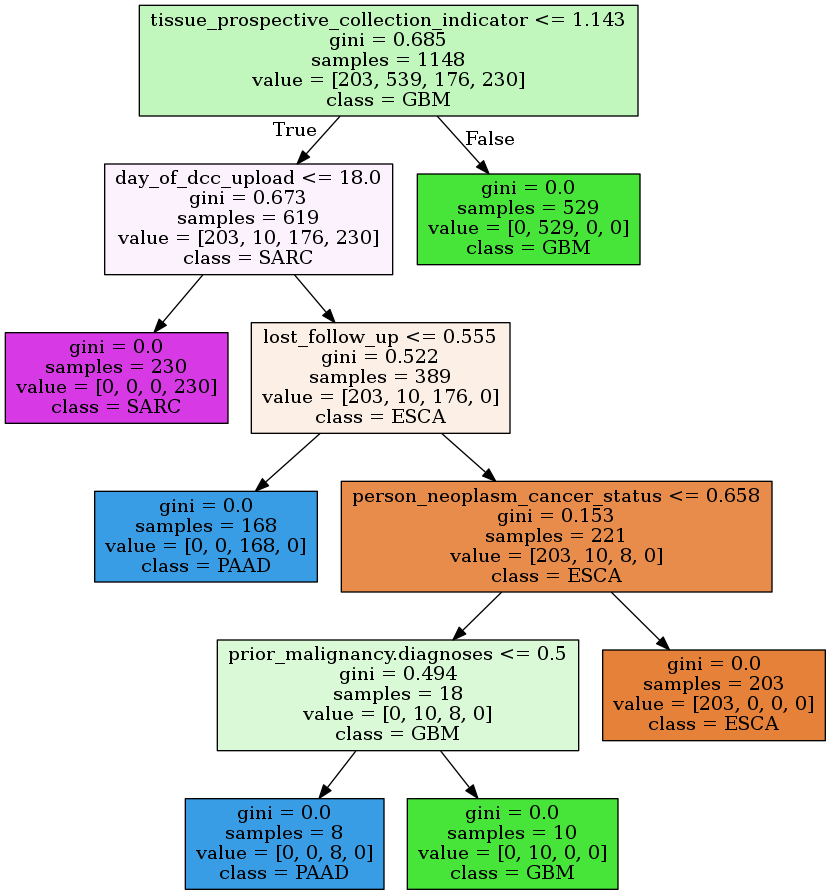 tissue_prospective_collection_indicator <= 1.143
gini = 0.685
samples = 1148
value = [203, 539, 176, 230]
class = GBM
True
False
day_of_dcc_upload <= 18.0
gini = 0.673
samples = 619
value = [203, 10, 176, 230]
class = SARC
gini = 0.0
samples = 529
value = [0, 529, 0, 0]
class = GBM
gini = 0.0
samples = 230
value = [0, 0, 0, 230]
class = SARC
lost_follow_up <= 0.555
gini = 0.522
samples = 389
value = [203, 10, 176, 0]
class = ESCA
gini = 0.0
samples = 168
value = [0, 0, 168, 0]
class = PAAD
person_neoplasm_cancer_status <= 0.658
gini = 0.153
samples = 221
value = [203, 10, 8, 0]
class = ESCA
prior_malignancy.diagnoses <= 0.5
gini = 0.494
samples = 18
value = [0, 10, 8, 0]
class = GBM
gini = 0.0
samples = 203
value = [203, 0, 0, 0]
class = ESCA
gini = 0.0
samples = 8
value = [0, 0, 8, 0]
class = PAAD
gini = 0.0
samples = 10
value = [0, 10, 0, 0]
class = GBM